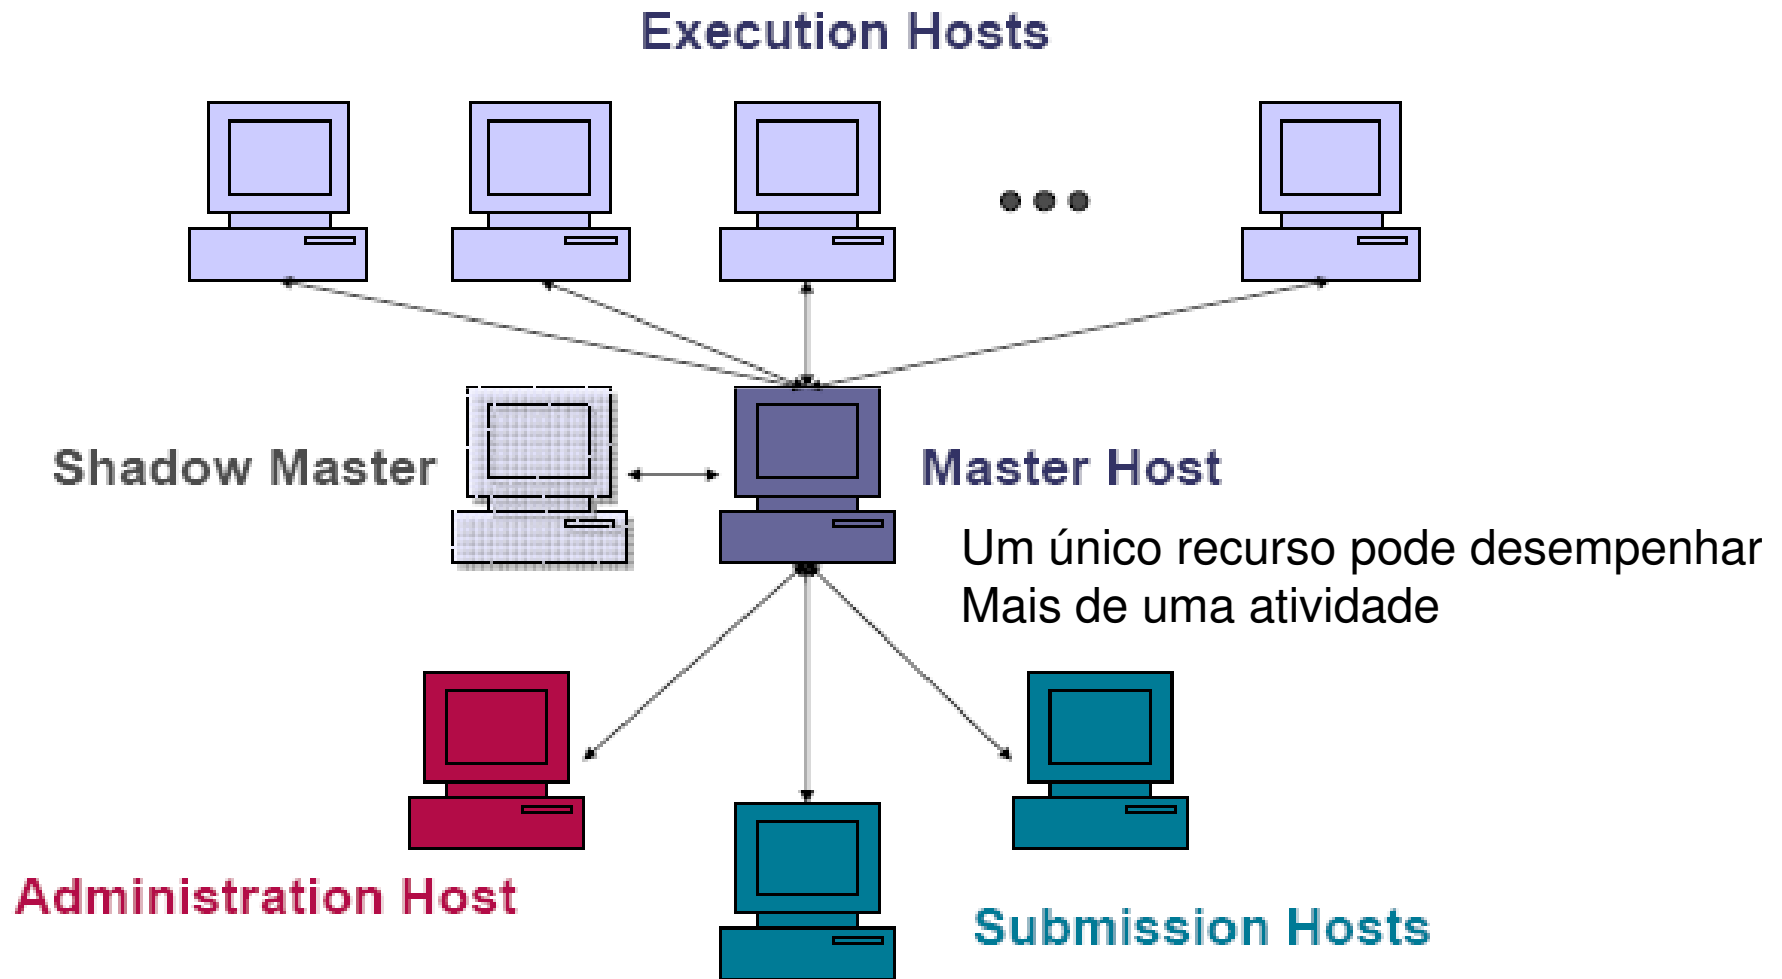 Execution Hosts
Shadow Master
Master Host
Um único recurso pode desempenhar
Mais de uma atividade
Administration Host
Submission Hosts